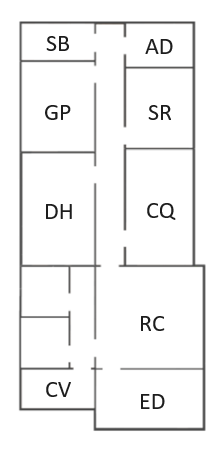 SB AD
GP SR
DH CQ
RC
CV ED